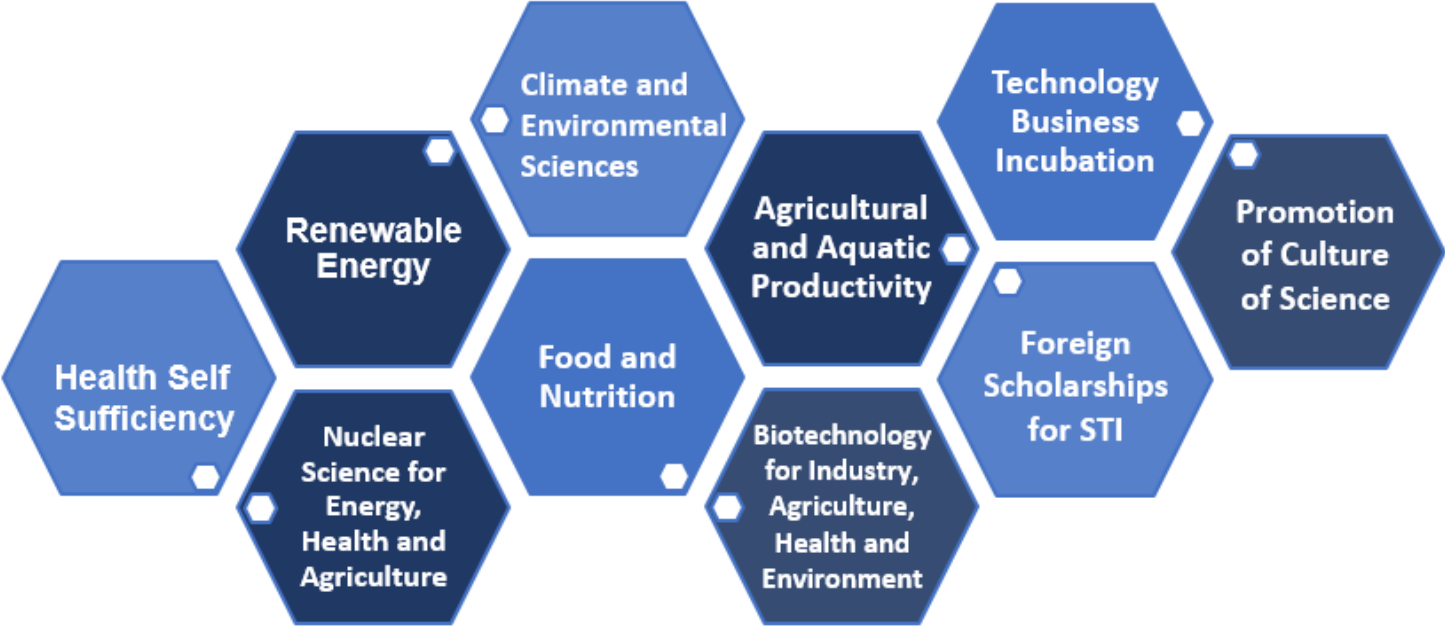 Climate and
Environmental
Sciences
Technology
Business
Incubation
Renewable
Energy
Agricultural
and Aquatic
Productivity
Promotion
of Culture
of Science
Health Self
Sufficiency
Food and
Nutrition
Foreign
Scholarships
for STI
Nuclear
Science for
Energy,
Health and
Agriculture
Biotechnology
for Industry,
Agriculture,
Health and
Environment